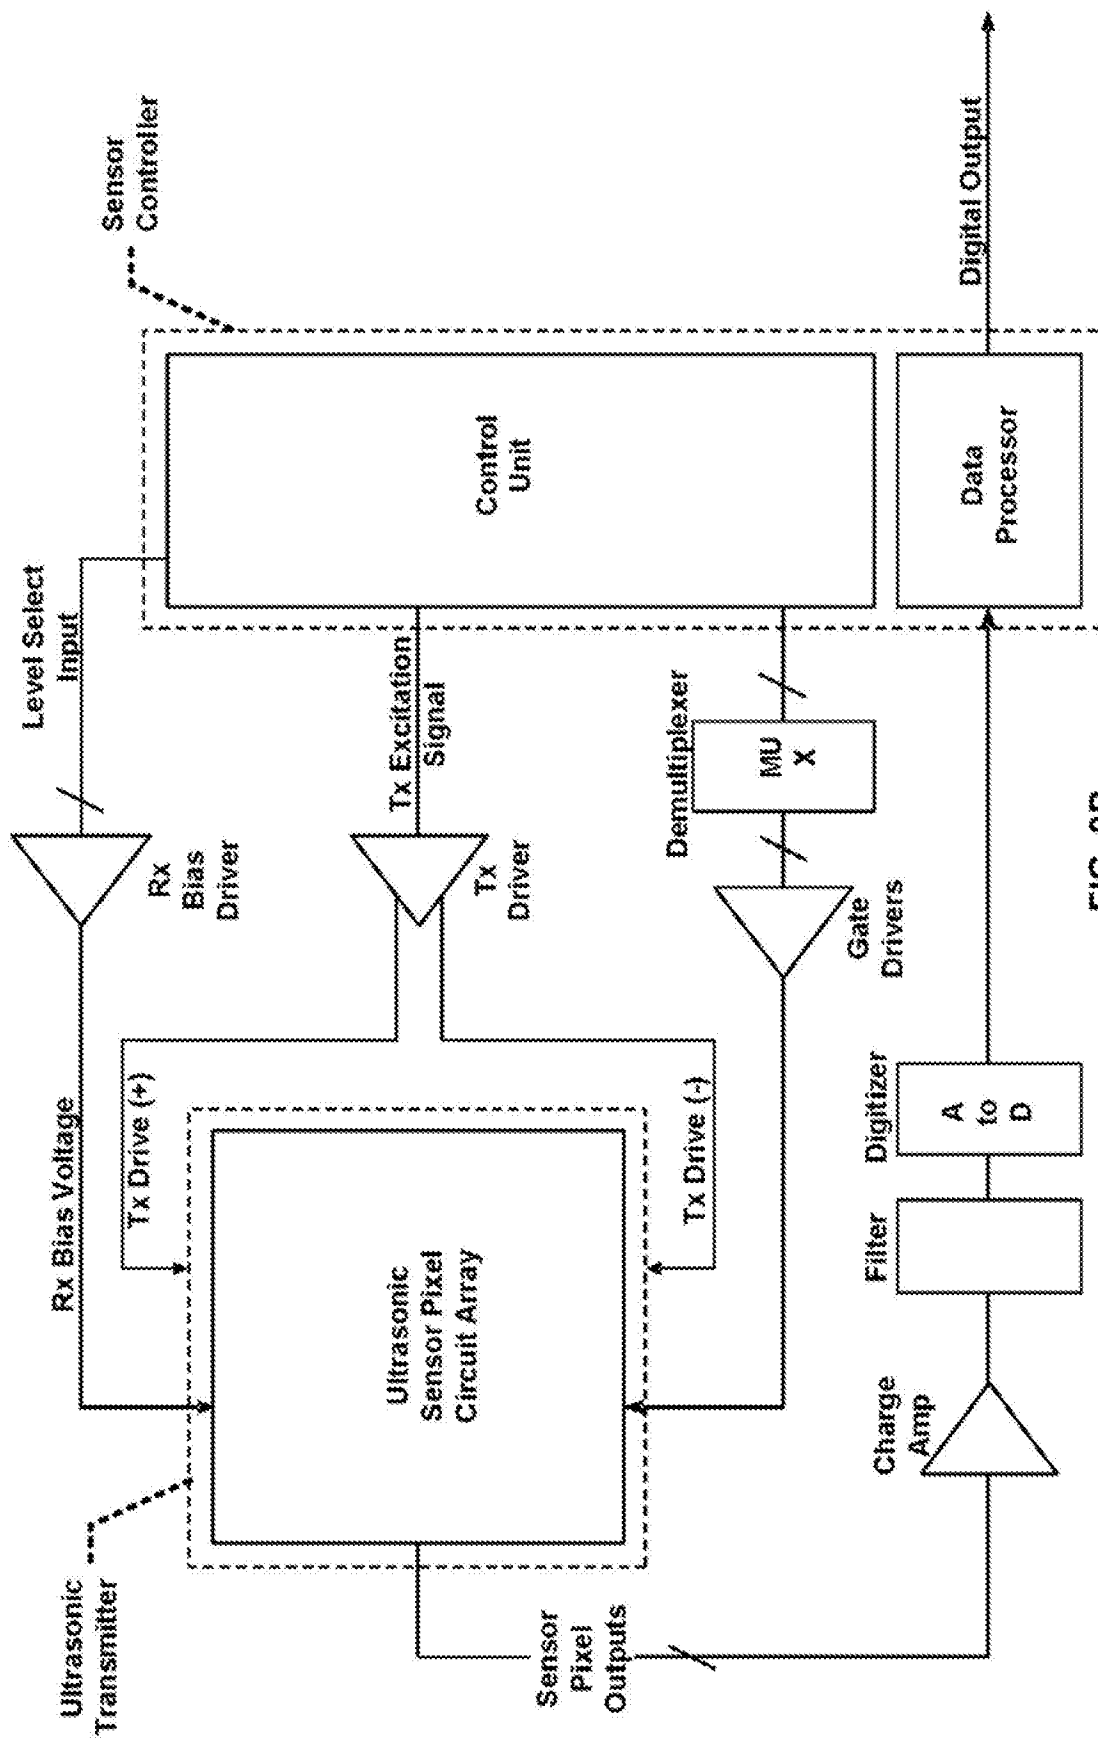 Ultrasonic
Transmitter
Rx Bias Voltage
Level Select
Input
Sensor
Controller
Tx Drive (+)
Rx
Bias
Driver
Ultrasonic
Sensor Pixel
Circuit Array
Tx Excitation
Signal
Tx
Driver
Control
Unit
Sensor
Pixel
Outputs
Tx Drive (-)
Demultiplexer
MU
X
Gate
Drivers
Charge
Amp
Filter
Digitizer
A
to
D
Data
Processor
Digital Output